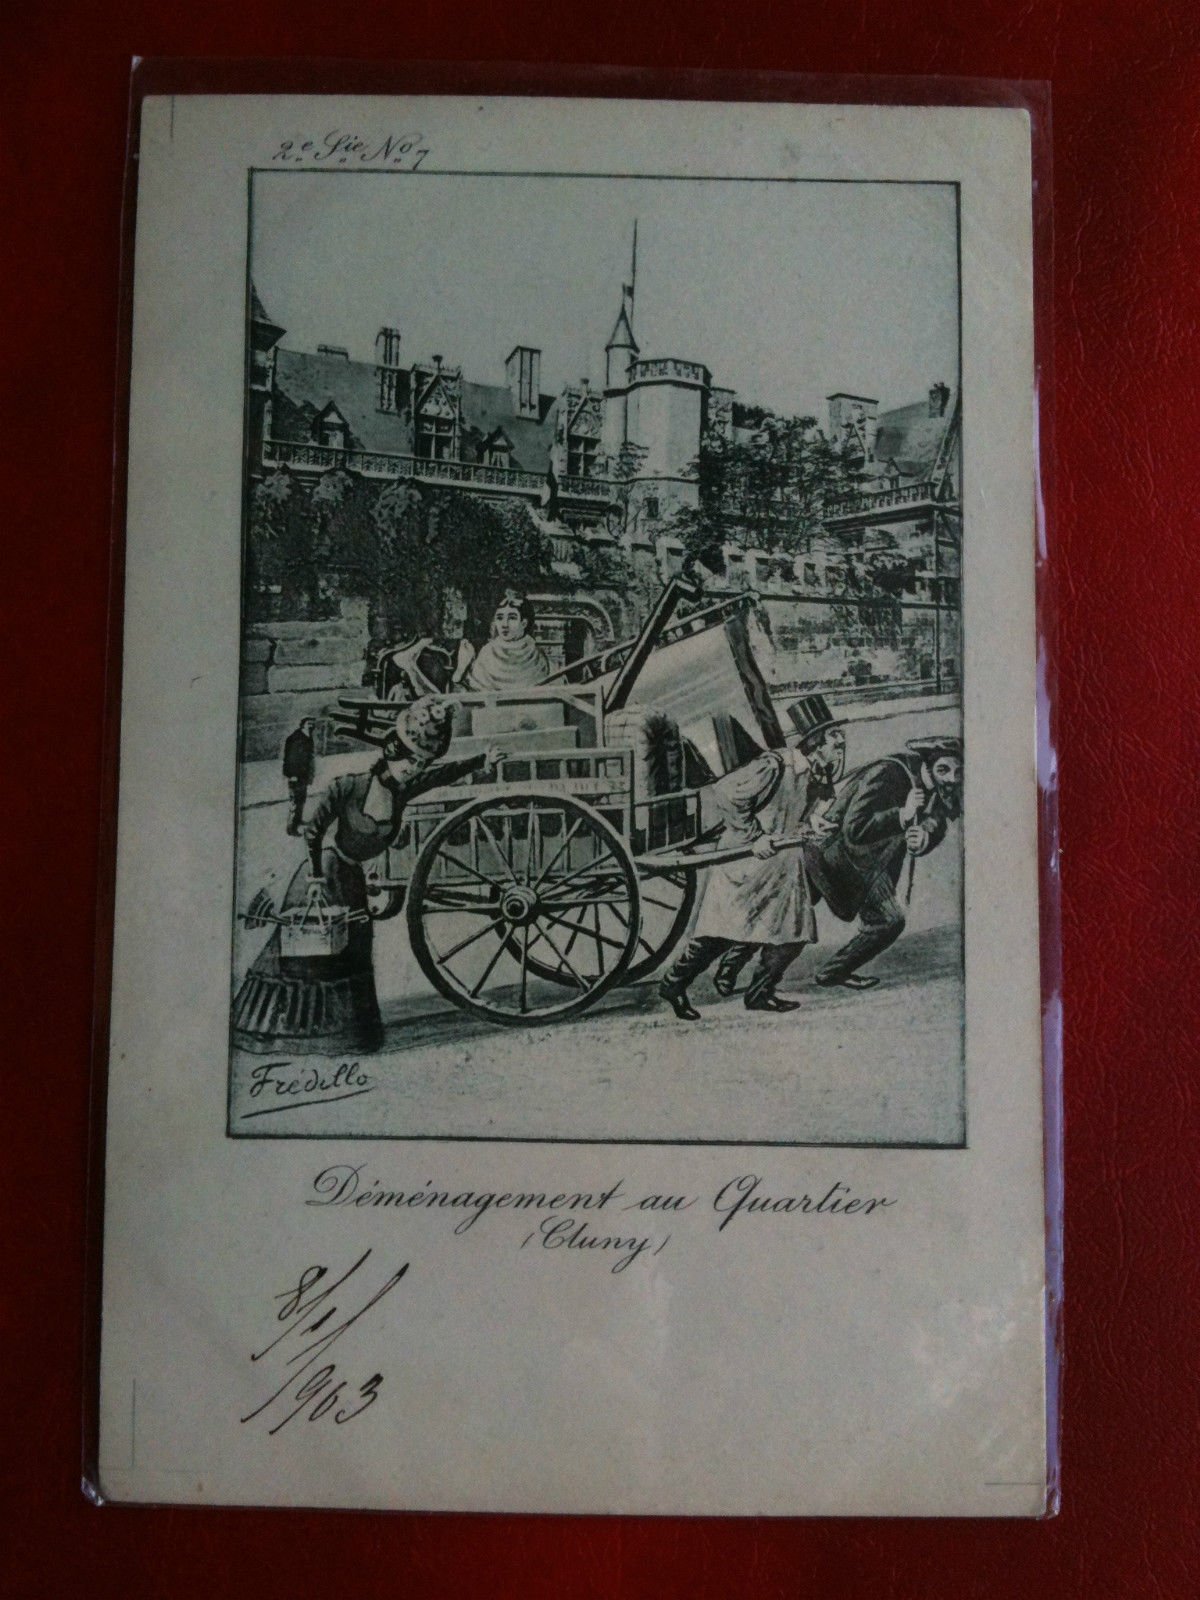 2e Sie No 7
Frédillo
Déménagement au Quartier
(Cluny)
8/1/
1903